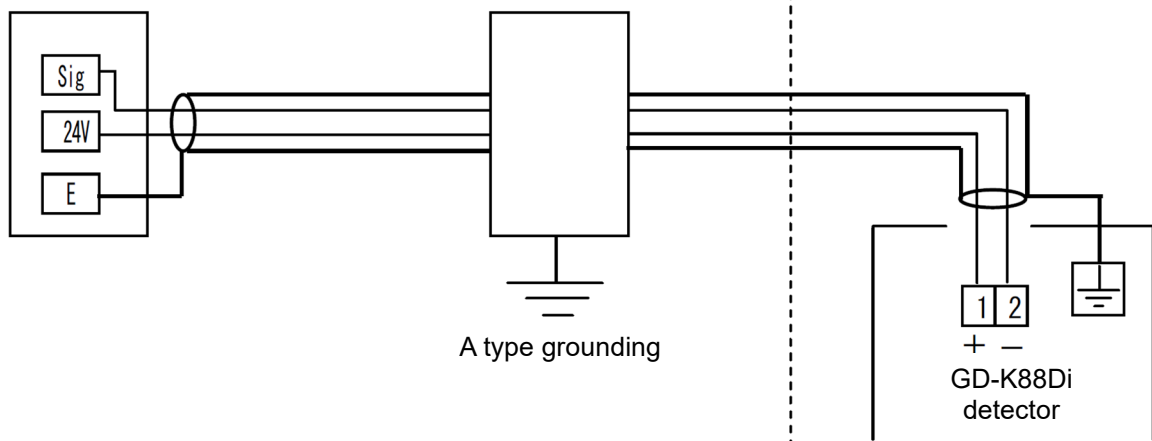 Sig
24V
E
A type grounding
1 2
+ −
GD-K88Di
detector